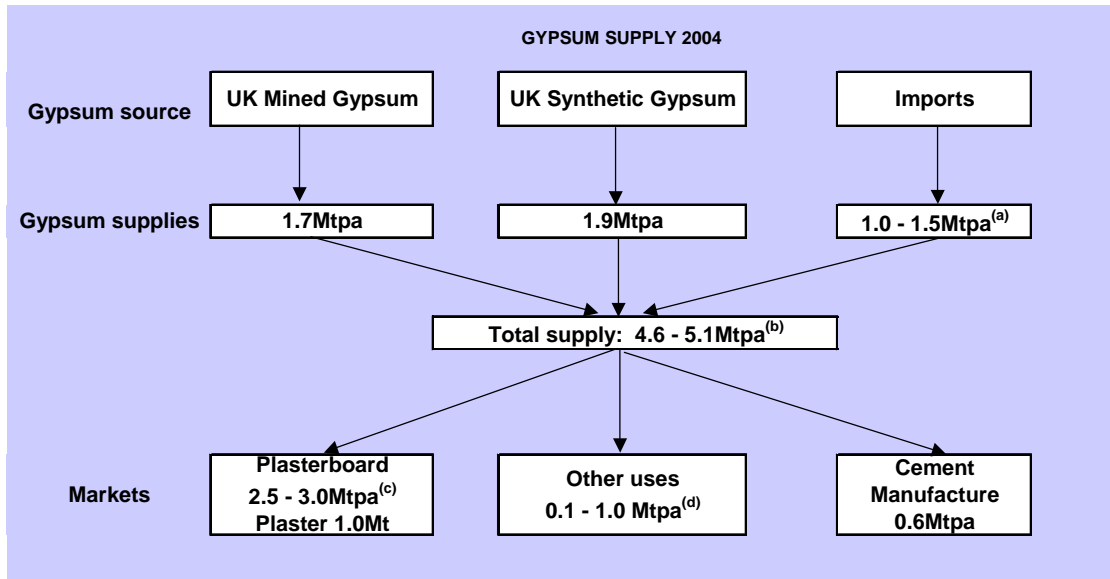 GYPSUM SUPPLY 2004
Gypsum source
UK Mined Gypsum
UK Synthetic Gypsum
Imports
Gypsum supplies
1.7Mtpa
1.9Mtpa
1.0 - 1.5Mtpa(a)
Total supply: 4.6 - 5.1Mtpa(b)
Markets
Plasterboard
2.5 - 3.0Mtpa(c)
Plaster 1.0Mt
Other uses
0.1 - 1.0 Mtpa(d)
Cement
Manufacture
0.6Mtpa